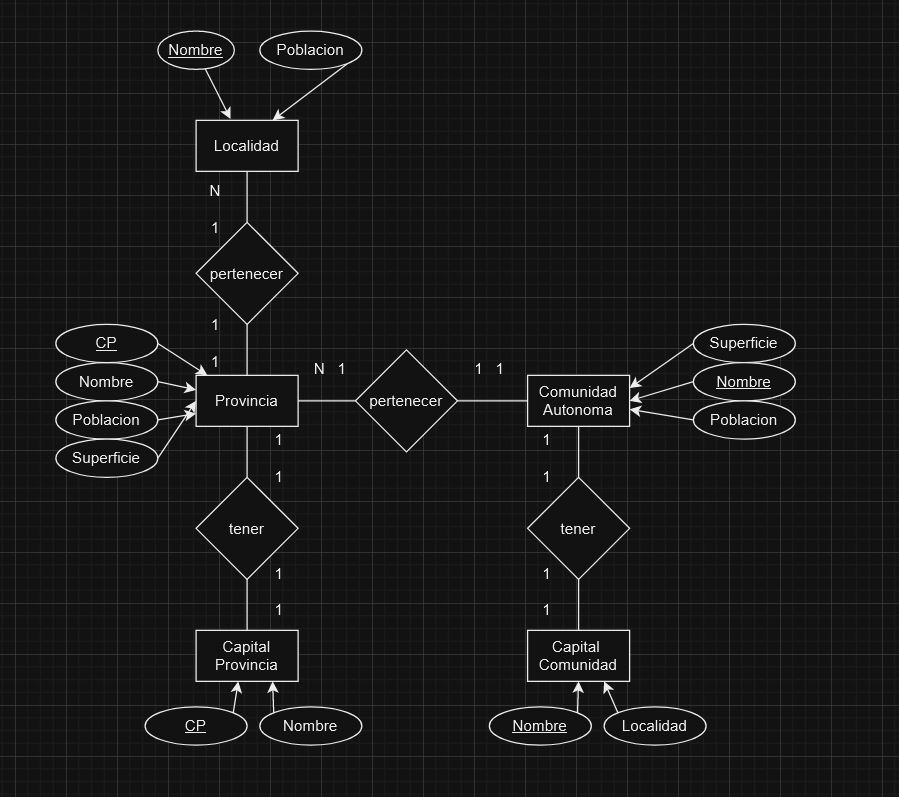 Nombre
Poblacion
Localidad
N
1
pertenecer
1
1
CP
Nombre
Poblacion
Superficie
Provincia
N 1
pertenecer
1 1
Comunidad
Autonoma
Superficie
Nombre
Poblacion
1
1
tener
1
1
Capital
Provincia
CP
Nombre
1
1
tener
1
1
Capital
Comunidad
Nombre
Localidad